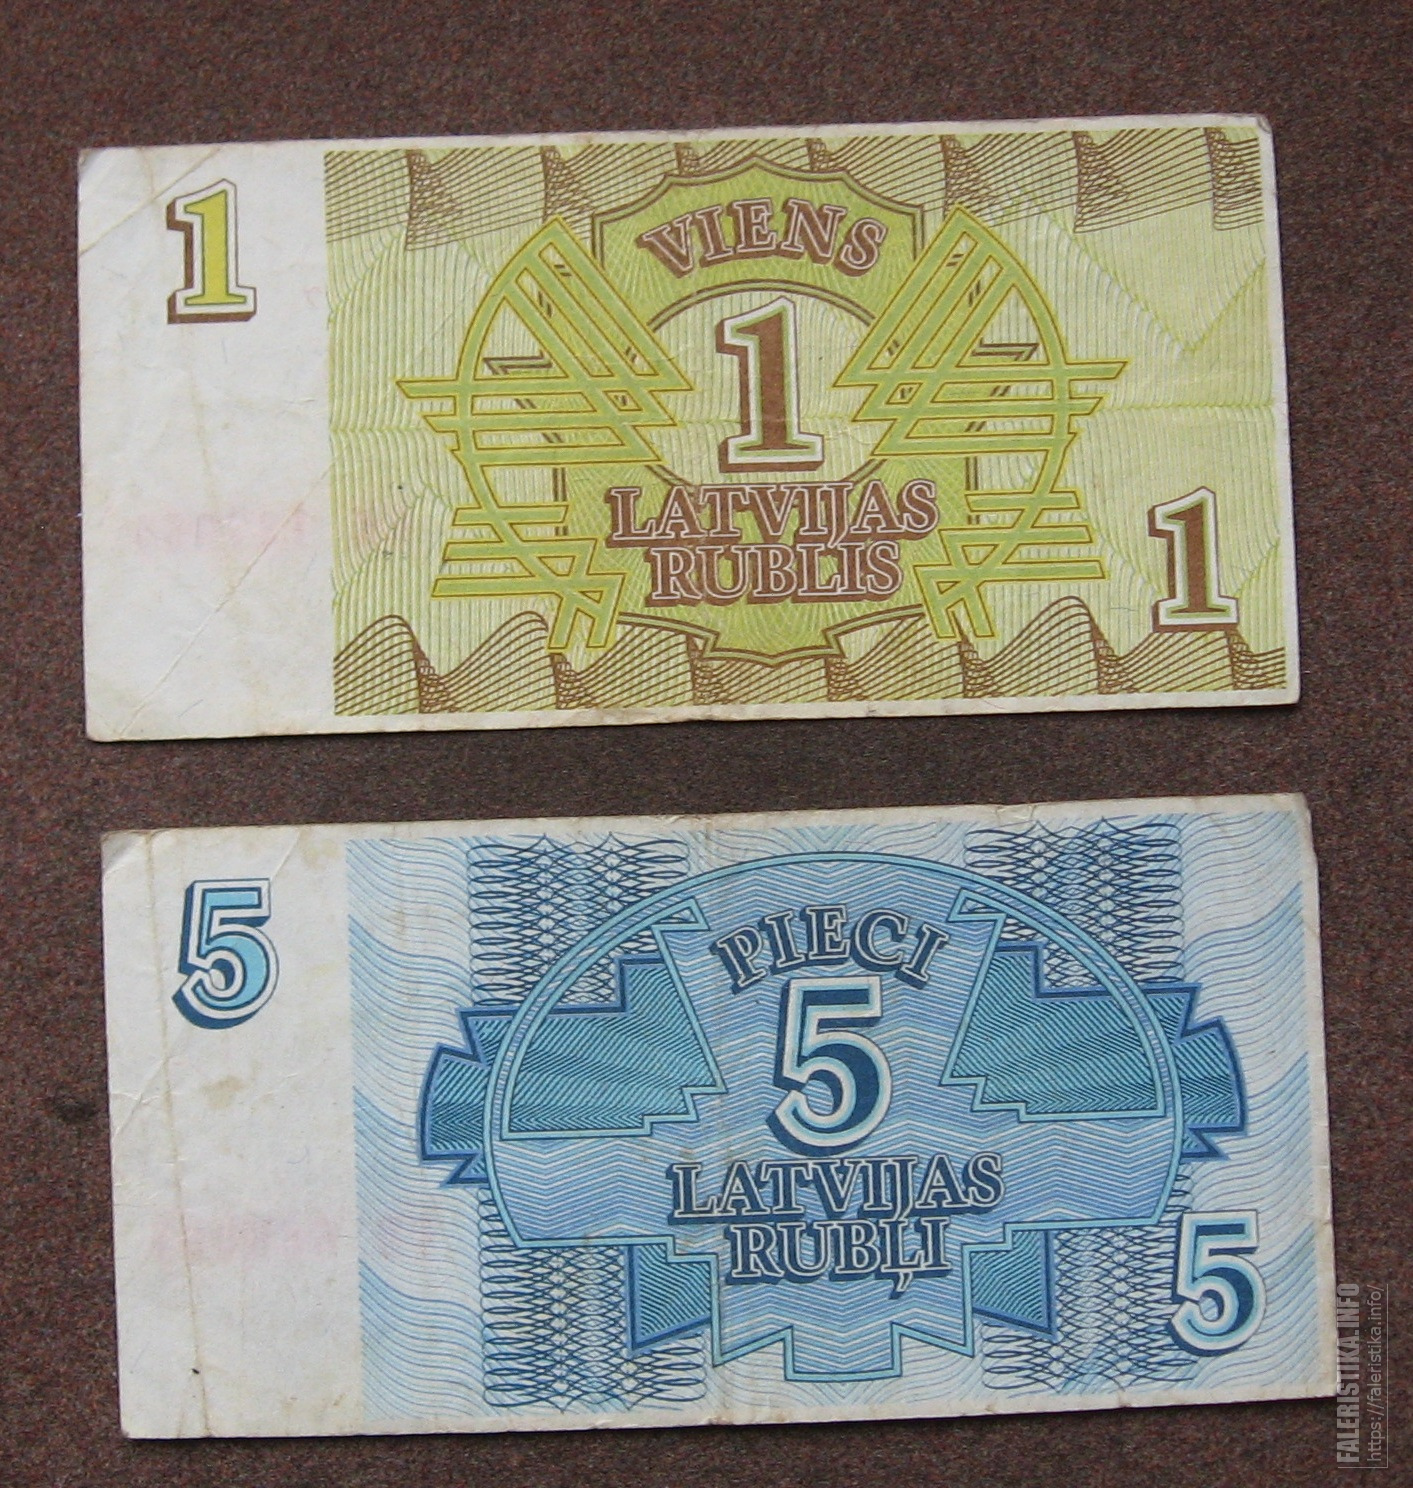 1
VIENS
1
LATVIJAS
RUBLIS
1
5
PIECI
5
LATVIJAS
RUBĻI
5
FALERISTIKA.INFO
https://faleristika.info/